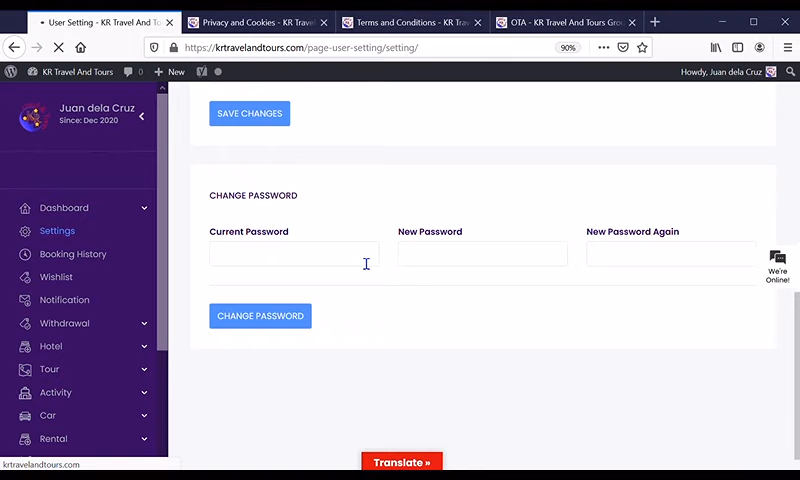 User Setting - KR Travel And To
Privacy and Cookies - KR Travel
Terms and Conditions - KR Trav
OTA - KR Travel And Tours Grou
https://krtravelandtours.com/page-user-setting/setting/
90%
KR Travel And Tours
0
New
Howdy, Juan dela Cruz
Juan dela Cruz
Since: Dec 2020
Dashboard
Settings
Booking History
Wishlist
Notification
Withdrawal
Hotel
Tour
Activity
Car
Rental
krtravelandtours.com
SAVE CHANGES
CHANGE PASSWORD
Current Password
New Password
New Password Again
CHANGE PASSWORD
We're
Online!
Translate »